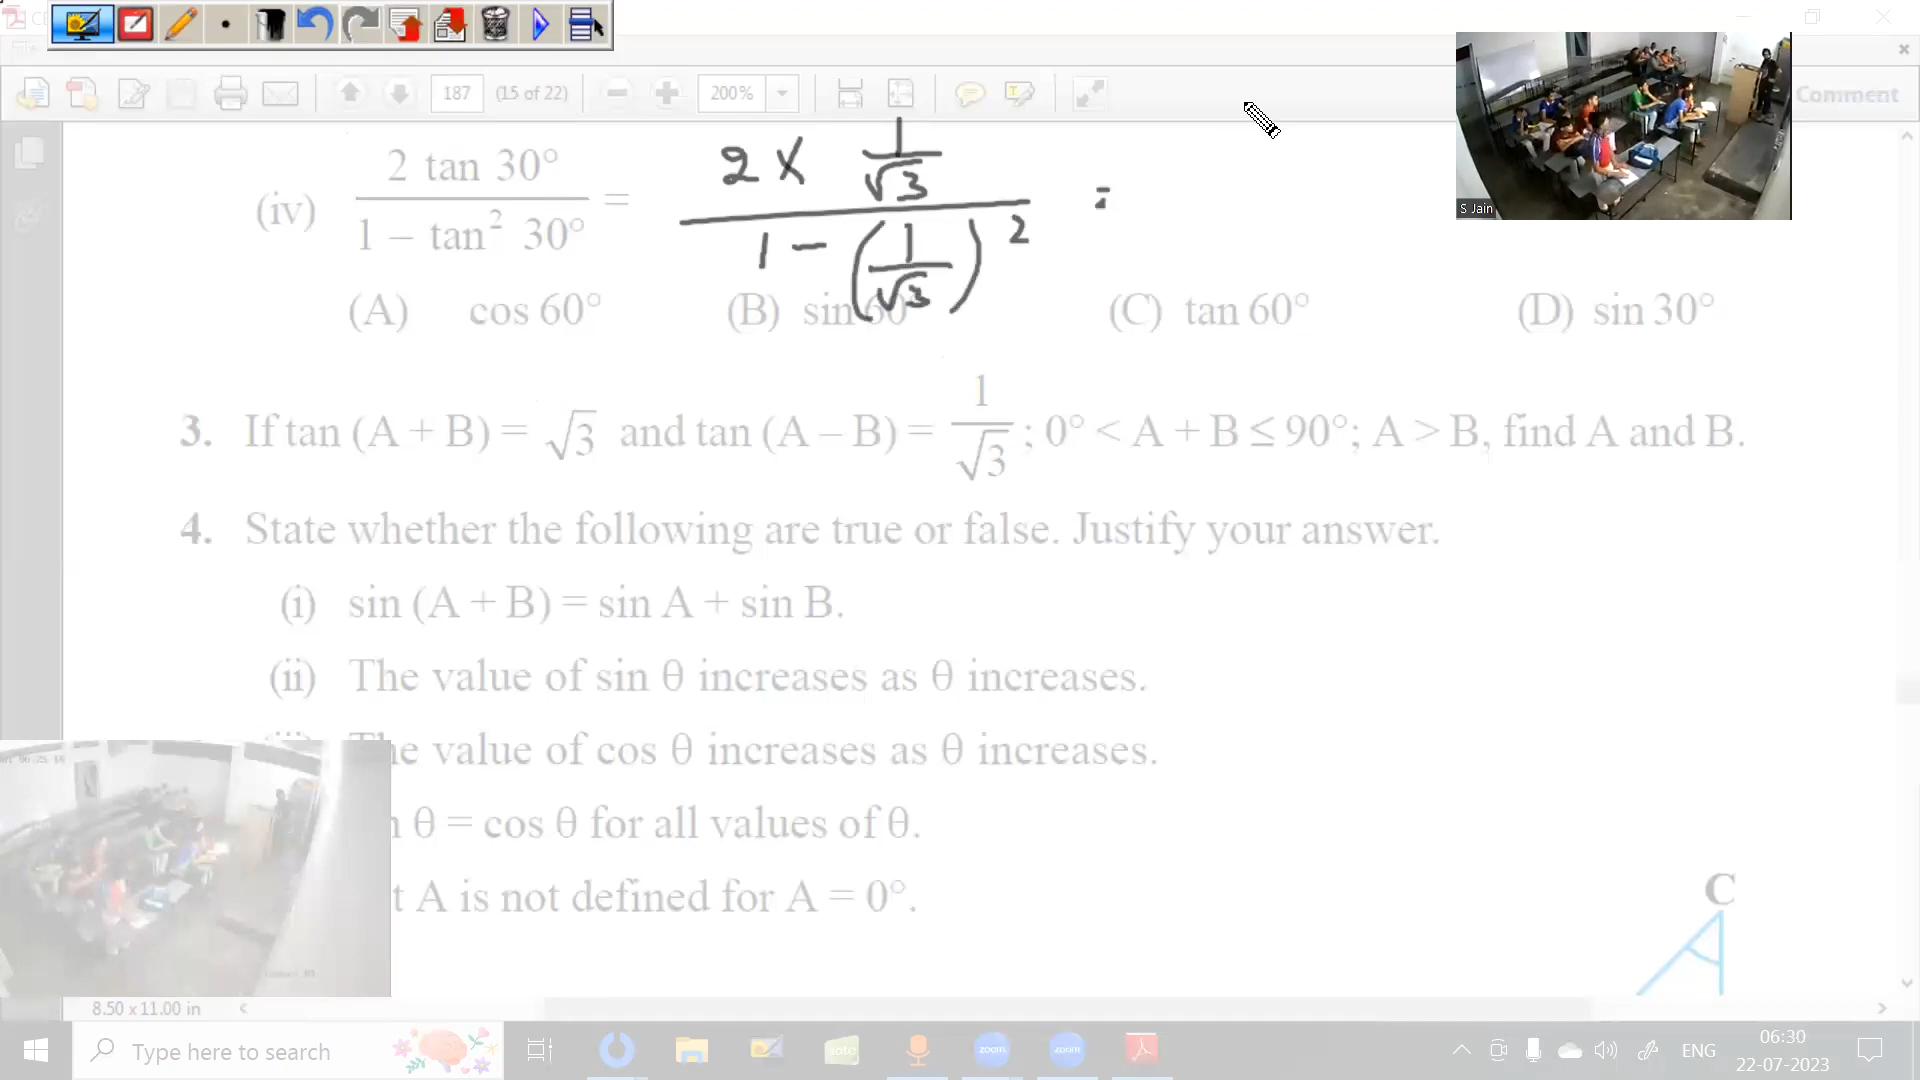 187 (15 of 22) 200% Comment
S Jain
(iv) 2 tan 30° / 1 – tan² 30° = 2 × 1/√3 / 1 – (1/√3)² =
(A) cos 60° (B) sin 60° (C) tan 60° (D) sin 30°
3. If tan (A + B) = √3 and tan (A – B) = 1/√3 ; 0° < A + B ≤ 90°; A > B, find A and B.
4. State whether the following are true or false. Justify your answer.
(i) sin (A + B) = sin A + sin B.
(ii) The value of sin θ increases as θ increases.
The value of cos θ increases as θ increases.
θ = cos θ for all values of θ.
t A is not defined for A = 0°.
C
8.50 x 11.00 in
Type here to search
zoom
zoom
ENG
06:30
22-07-2023